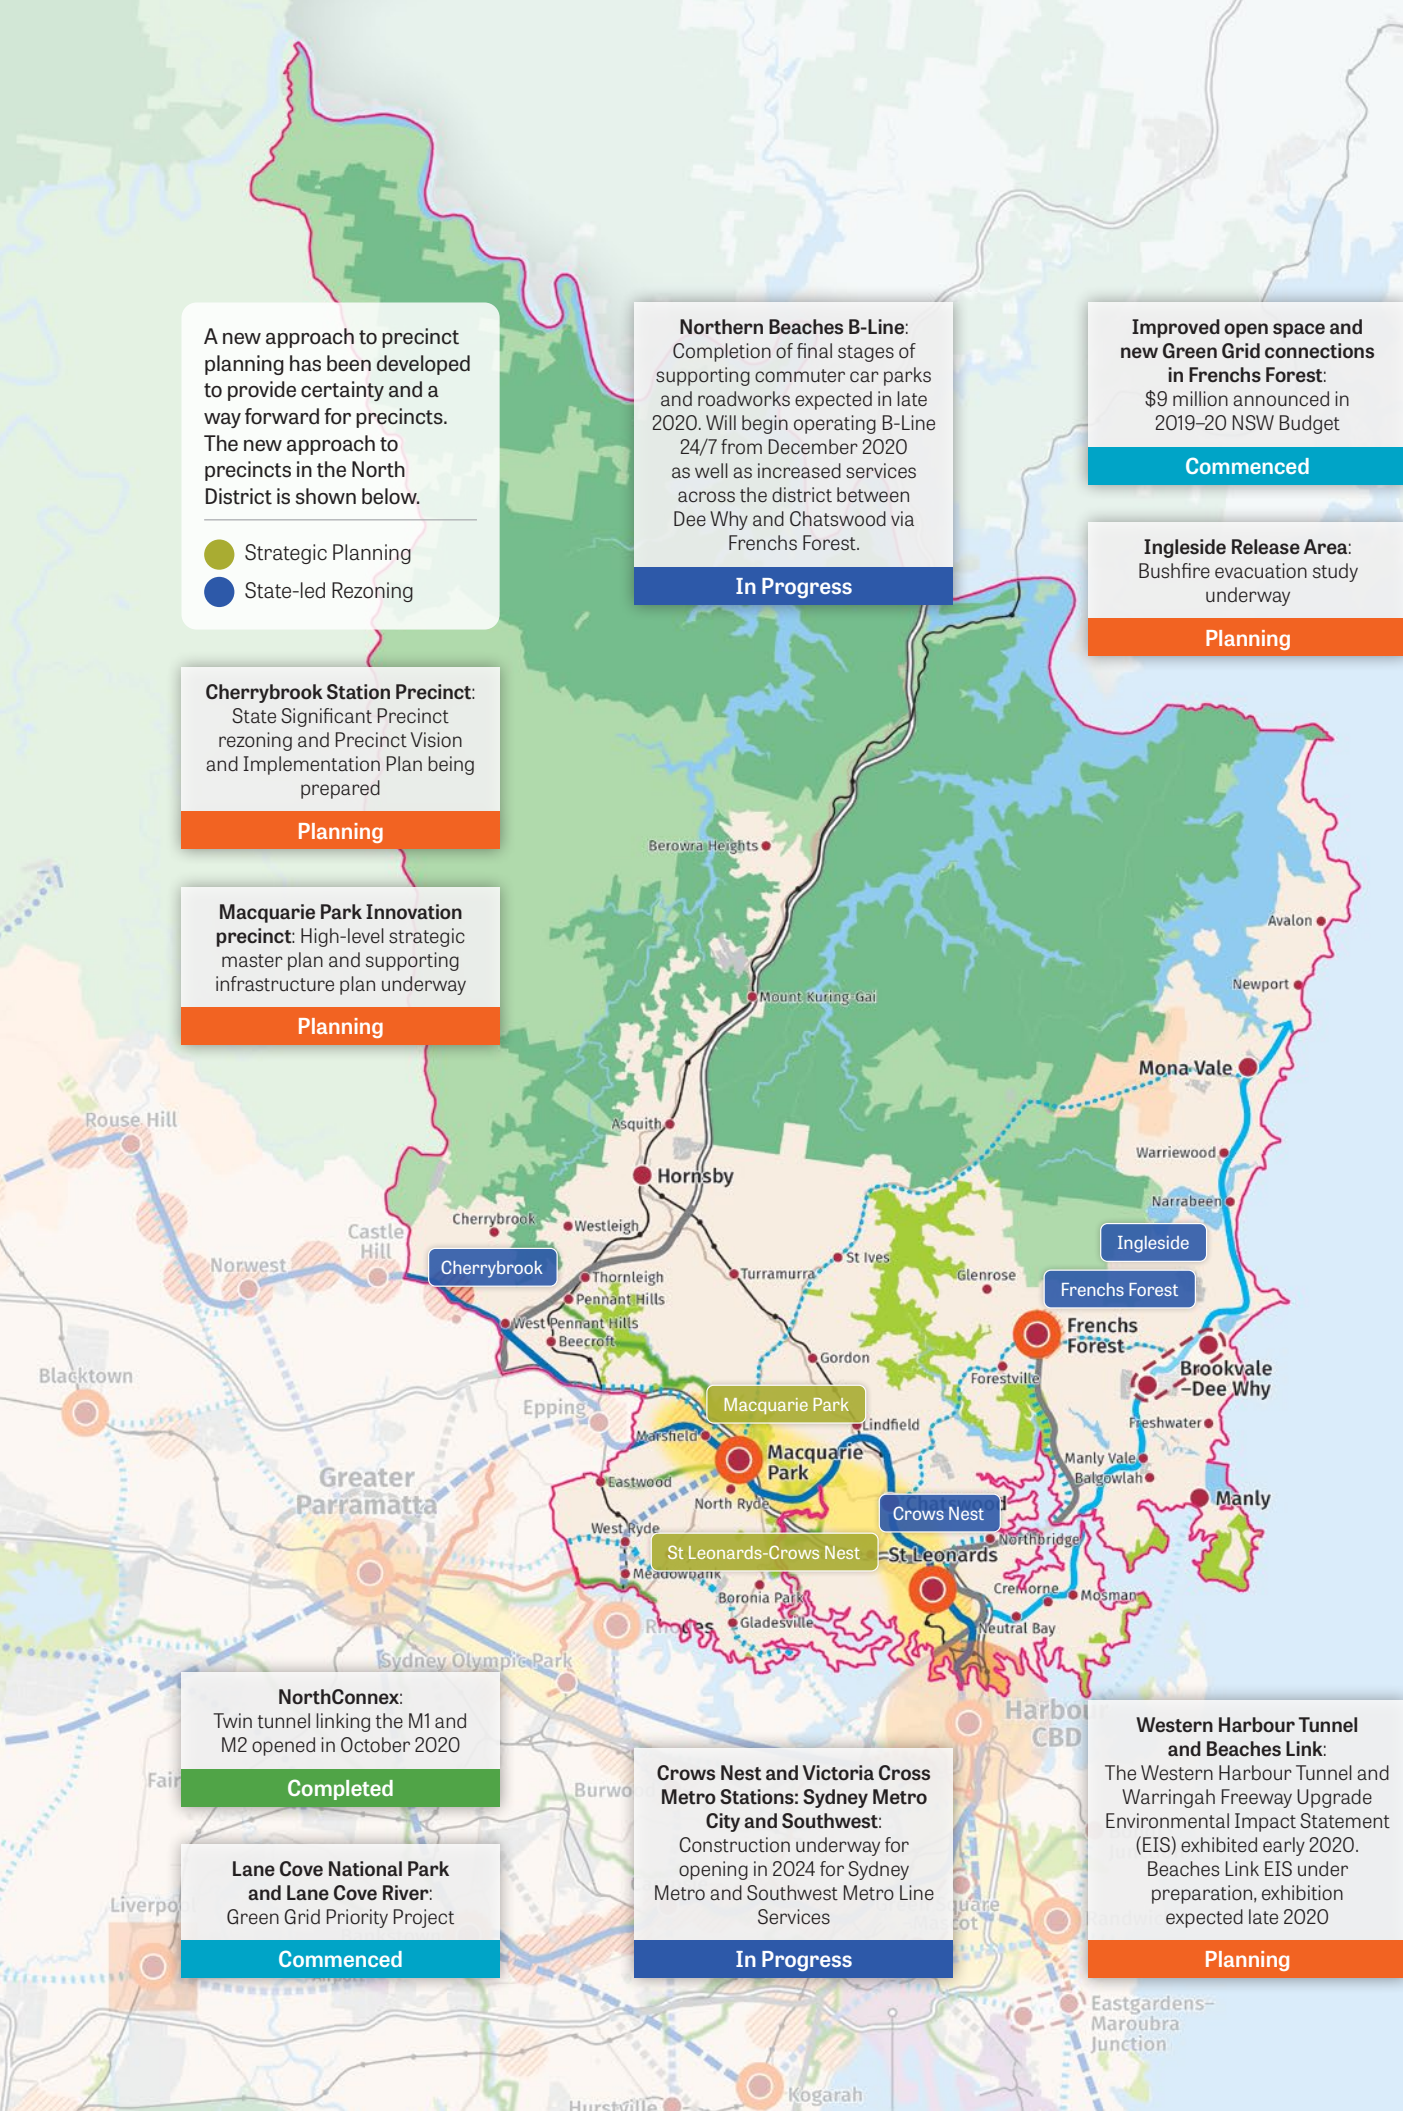 A new approach to precinct
planning has been developed
to provide certainty and a
way forward for precincts.
The new approach to
precincts in the North
District is shown below.
Strategic Planning
State-led Rezoning
Northern Beaches B-Line:
Completion of final stages of
supporting commuter car parks
and roadworks expected in late
2020. Will begin operating B-Line
24/7 from December 2020
as well as increased services
across the district between
Dee Why and Chatswood via
Frenchs Forest.
In Progress
Improved open space and
new Green Grid connections
in Frenchs Forest:
$9 million announced in
2019–20 NSW Budget
Commenced
Ingleside Release Area:
Bushfire evacuation study
underway
Planning
Cherrybrook Station Precinct:
State Significant Precinct
rezoning and Precinct Vision
and Implementation Plan being
prepared
Planning
Macquarie Park Innovation
precinct: High-level strategic
master plan and supporting
infrastructure plan underway
Planning
Berowra Heights
Avalon
Newport
Mount Kuring-Gai
Mona Vale
Rouse Hill
Asquith
Warriewood
Hornsby
Narrabeen
Cherrybrook
Westleigh
Castle
Hill
Ingleside
Norwest
Cherrybrook
St Ives
Thornleigh
Turramurra
Glenrose
Frenchs Forest
Pennant Hills
West Pennant Hills
Beecroft
Frenchs
Forest
Gordon
Brookvale
–Dee Why
Blacktown
Forestville
Epping
Macquarie Park
Lindfield
Freshwater
Marsfield
Macquarie
Park
Manly Vale
Balgowlah
Greater
Parramatta
Eastwood
North Ryde
Chatswood
Crows Nest
Manly
West Ryde
St Leonards-Crows Nest
Northbridge
St Leonards
Meadowbank
Boronia Park
Cremorne
Mosman
Rhodes
Gladesville
Neutral Bay
Sydney Olympic Park
Harbour
CBD
NorthConnex:
Twin tunnel linking the M1 and
M2 opened in October 2020
Completed
Lane Cove National Park
and Lane Cove River:
Green Grid Priority Project
Commenced
Crows Nest and Victoria Cross
Metro Stations: Sydney Metro
City and Southwest:
Construction underway for
opening in 2024 for Sydney
Metro and Southwest Metro Line
Services
In Progress
Western Harbour Tunnel
and Beaches Link:
The Western Harbour Tunnel and
Warringah Freeway Upgrade
Environmental Impact Statement
(EIS) exhibited early 2020.
Beaches Link EIS under
preparation, exhibition
expected late 2020
Planning
Eastgardens–
Maroubra
Junction
Kogarah
Hurstville